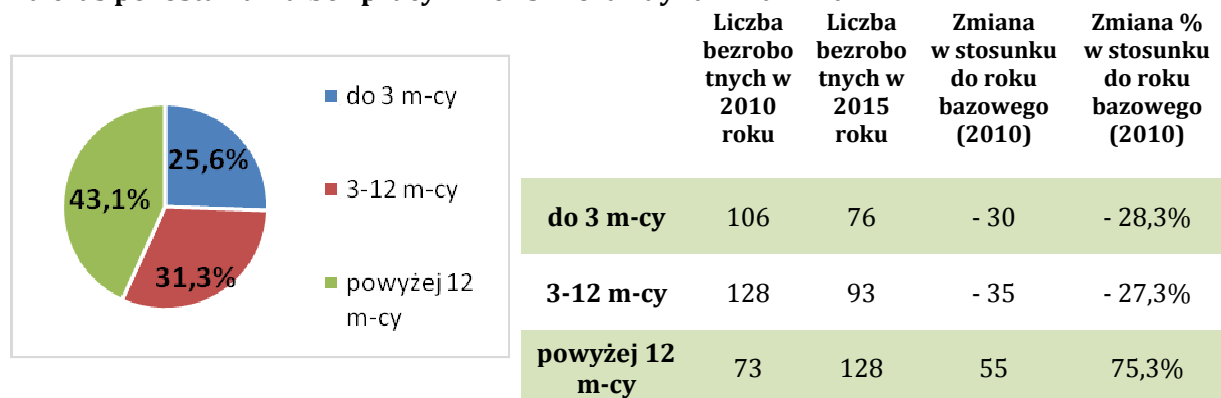 Liczba
bezrobo
tnych w
2010
roku
Liczba
bezrobo
tnych w
2015
roku
Zmiana
w stosunku
do roku
bazowego
(2010)
Zmiana %
w stosunku
do roku
bazowego
(2010)
25,6%
43,1%
31,3%
do 3 m-cy
3-12 m-cy
powyżej 12
m-cy
do 3 m-cy 106 76 - 30 - 28,3%
3-12 m-cy 128 93 - 35 - 27,3%
powyżej 12
m-cy
73 128 55 75,3%